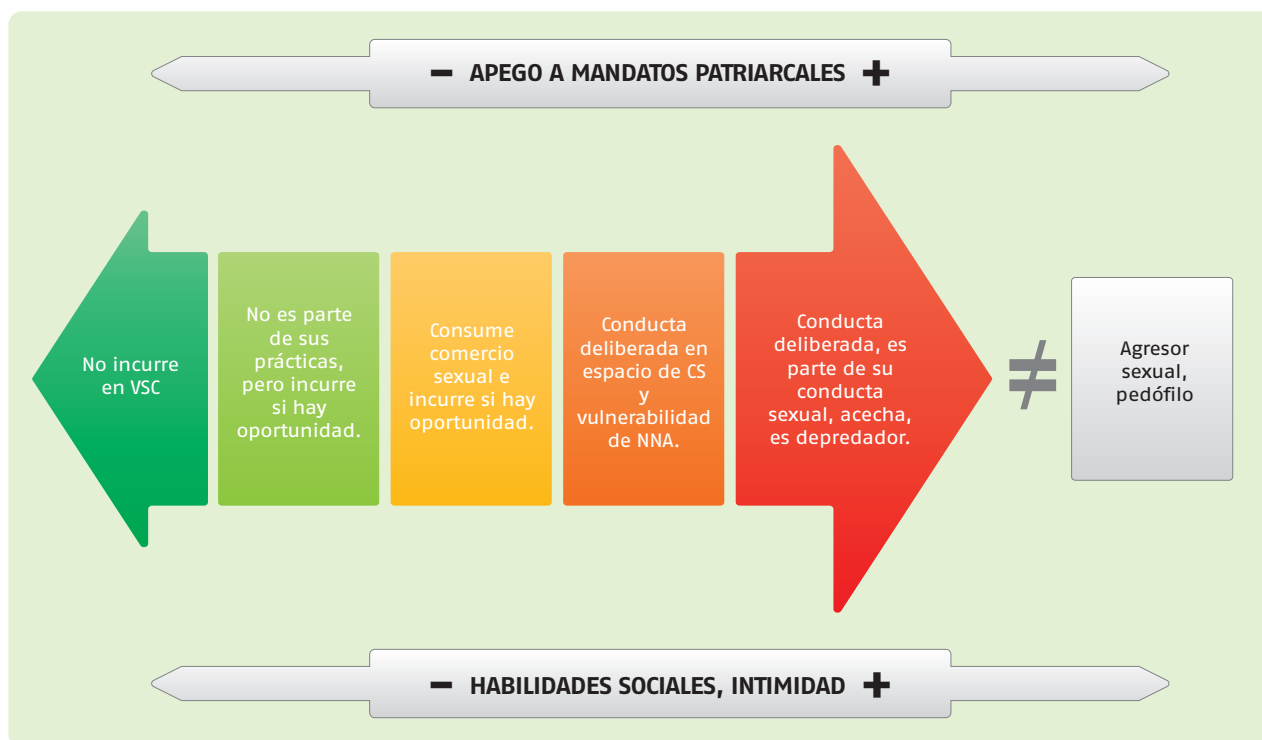 − APEGO A MANDATOS PATRIARCALES +
No incurre
en VSC
No es parte
de sus
prácticas,
pero incurre
si hay
oportunidad.
Consume
comercio
sexual e
incurre si hay
oportunidad.
Conducta
deliberada en
espacio de CS
y
vulnerabilidad
de NNA.
Conducta
deliberada, es
parte de su
conducta
sexual, acecha,
es depredador.
≠
Agresor
sexual,
pedófilo
− HABILIDADES SOCIALES, INTIMIDAD +